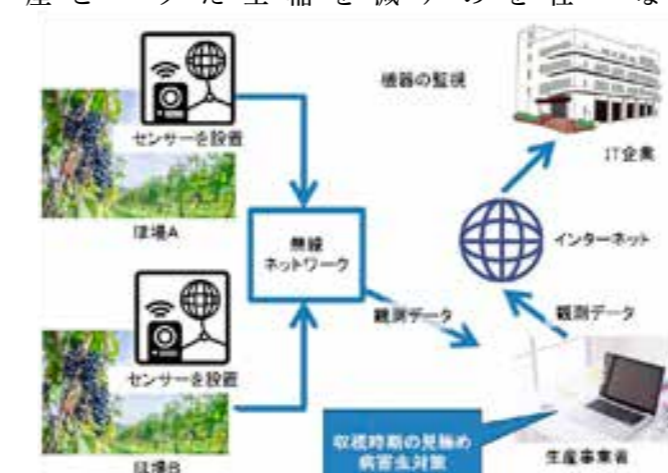 機器の監視
センサーを設置
IT企業
ほ場A
無線
ネットワーク
インターネット
観測データ
観測データ
センサーを設置
収穫時期の見極め
病害虫対策
生産事業者
ほ場B